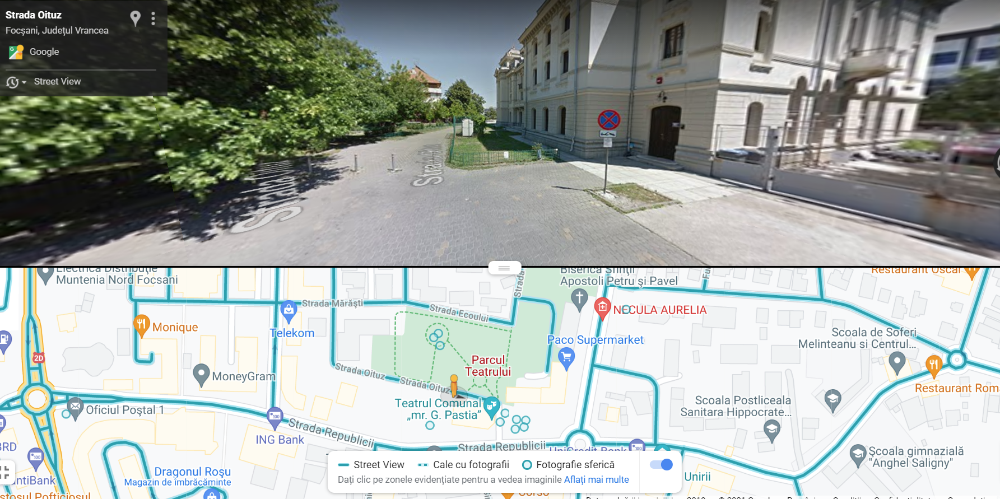 Strada Oituz
Focșani, Județul Vrancea
Google
Street View
Strada
Electrica Distribuție
Muntenia Nord Focsani
Monique
Telekom
Strada Mărăști
Strada Ecoului
Strada
Biserica Sfinții
Apostoli Petru și Pavel
NECULA AURELIA
Restaurant Oscar
Scoala de Soferi
Melinteanu si Centrul...
Paco Supermarket
Parcul
Teatrului
2D
MoneyGram
Strada Oituz
Strada Oituz
Teatrul Comunal
„mr. G. Pastia”
Restaurant Roma
Scoala Postliceala
Sanitara Hippocrate...
Oficiul Poștal 1
ING Bank
Strada Republicii
Strada Republicii
UniCredit Bank
Școala gimnazială
"Anghel Saligny"
BRD
Dragonul Roșu
Magazin de îmbrăcăminte
Unirii
Street View
Cale cu fotografii
Fotografie sferică
Dați clic pe zonele evidențiate pentru a vedea imaginile Aflați mai multe
Corso